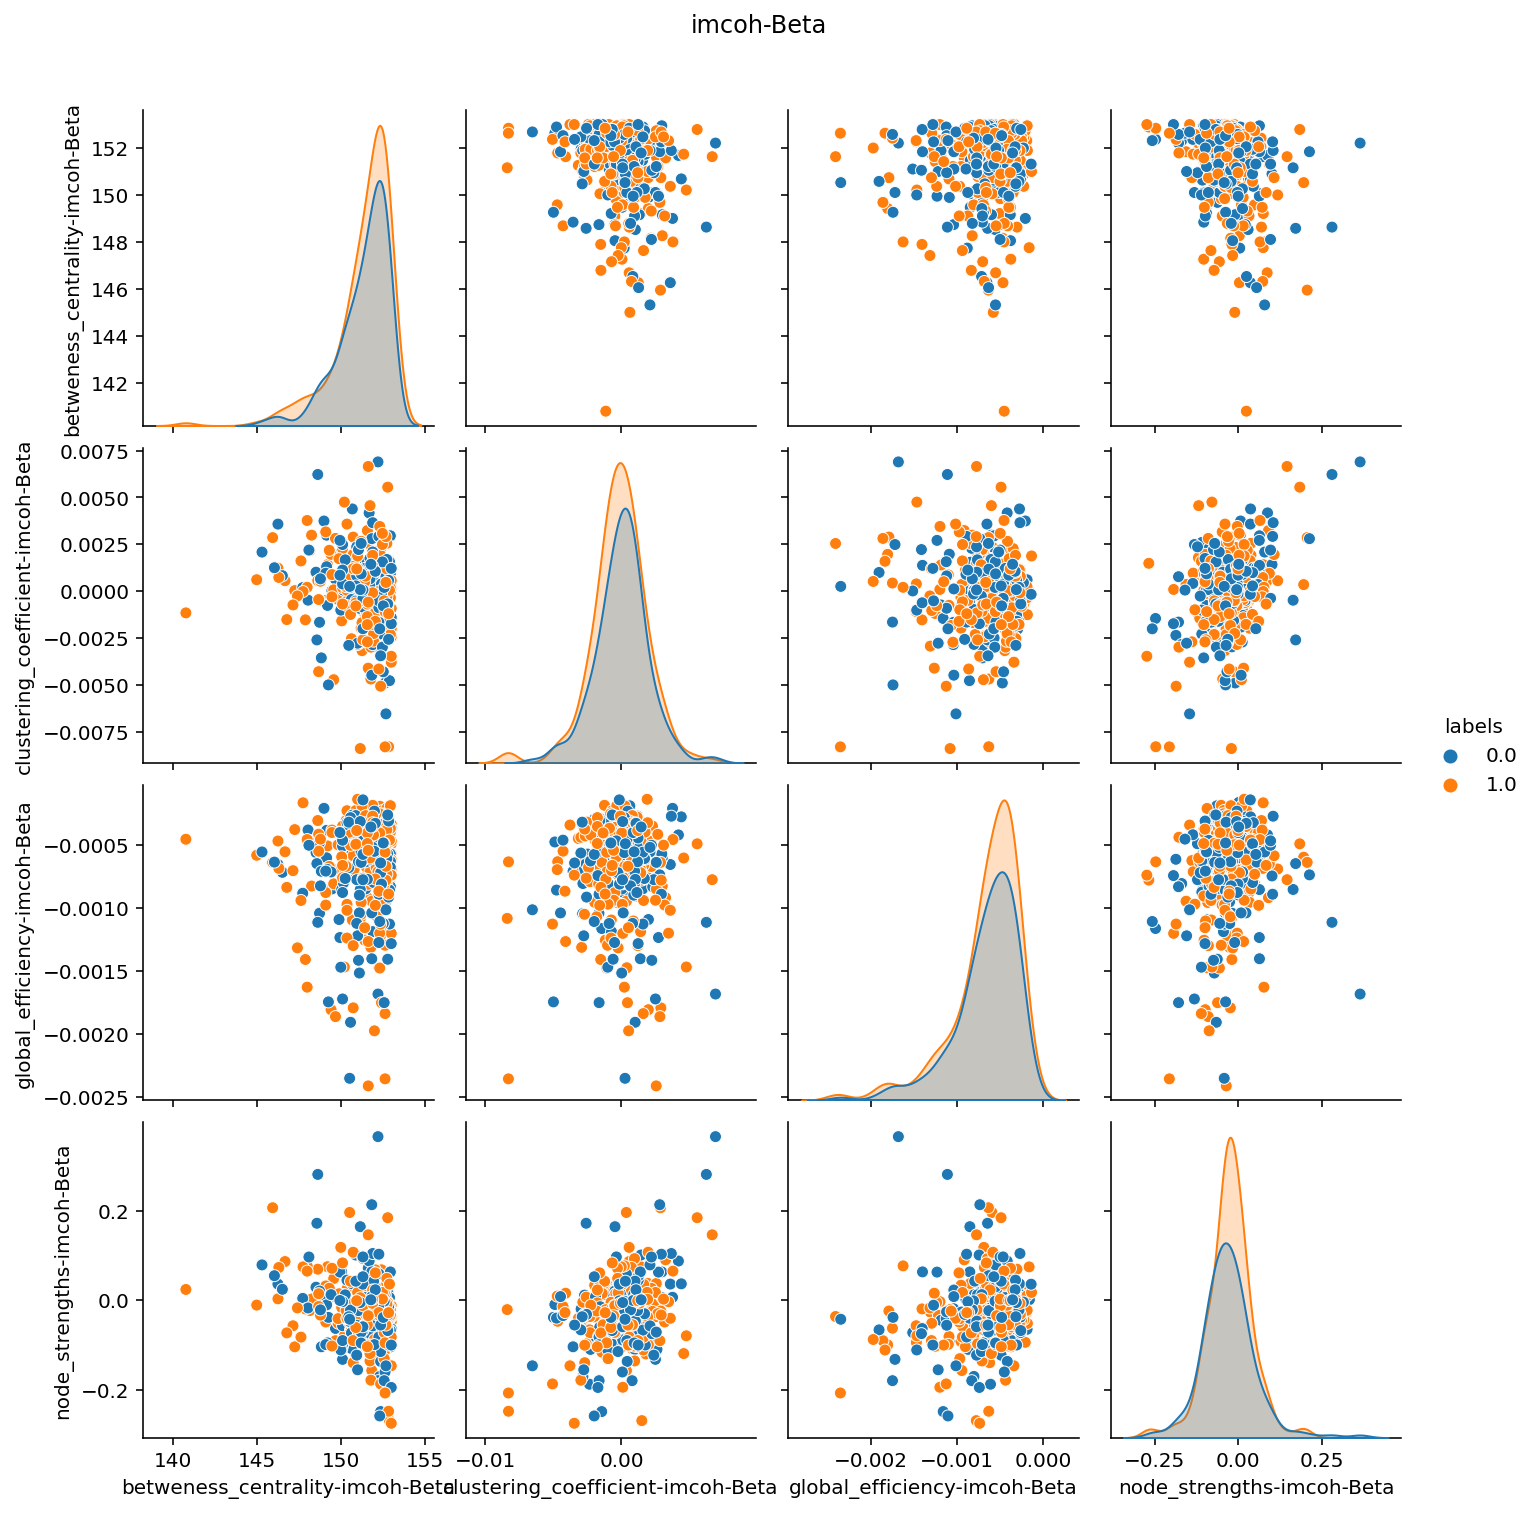 imcoh-Beta
betweness_centrality-imcoh-Beta
152
150
148
146
144
142
clustering_coefficient-imcoh-Beta
0.0075
0.0050
0.0025
0.0000
−0.0025
−0.0050
−0.0075
labels
0.0
1.0
global_efficiency-imcoh-Beta
−0.0005
−0.0010
−0.0015
−0.0020
−0.0025
node_strengths-imcoh-Beta
0.2
0.0
−0.2
140 145 150 155 −0.01 0.00 −0.002 −0.001 0.000 −0.25 0.00 0.25
betweness_centrality-imcoh-Beta clustering_coefficient-imcoh-Beta global_efficiency-imcoh-Beta node_strengths-imcoh-Beta